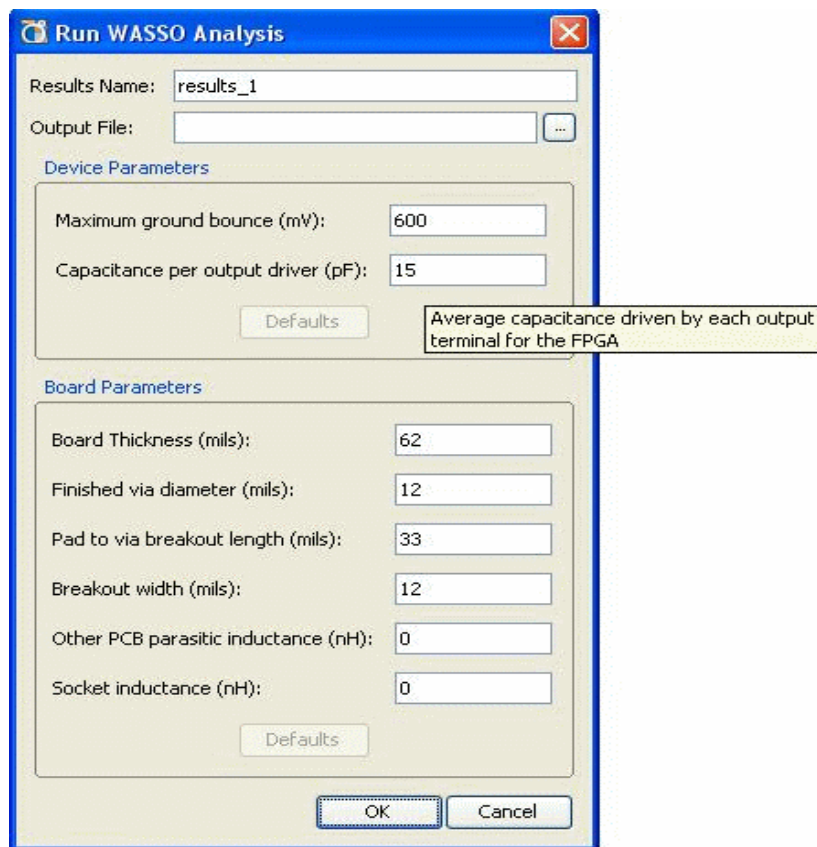 Run WASSO Analysis
Results Name: results_1
Output File: ...
Device Parameters
Maximum ground bounce (mV): 600
Capacitance per output driver (pF): 15
Defaults
Average capacitance driven by each output
terminal for the FPGA
Board Parameters
Board Thickness (mils): 62
Finished via diameter (mils): 12
Pad to via breakout length (mils): 33
Breakout width (mils): 12
Other PCB parasitic inductance (nH): 0
Socket inductance (nH): 0
Defaults
OK Cancel